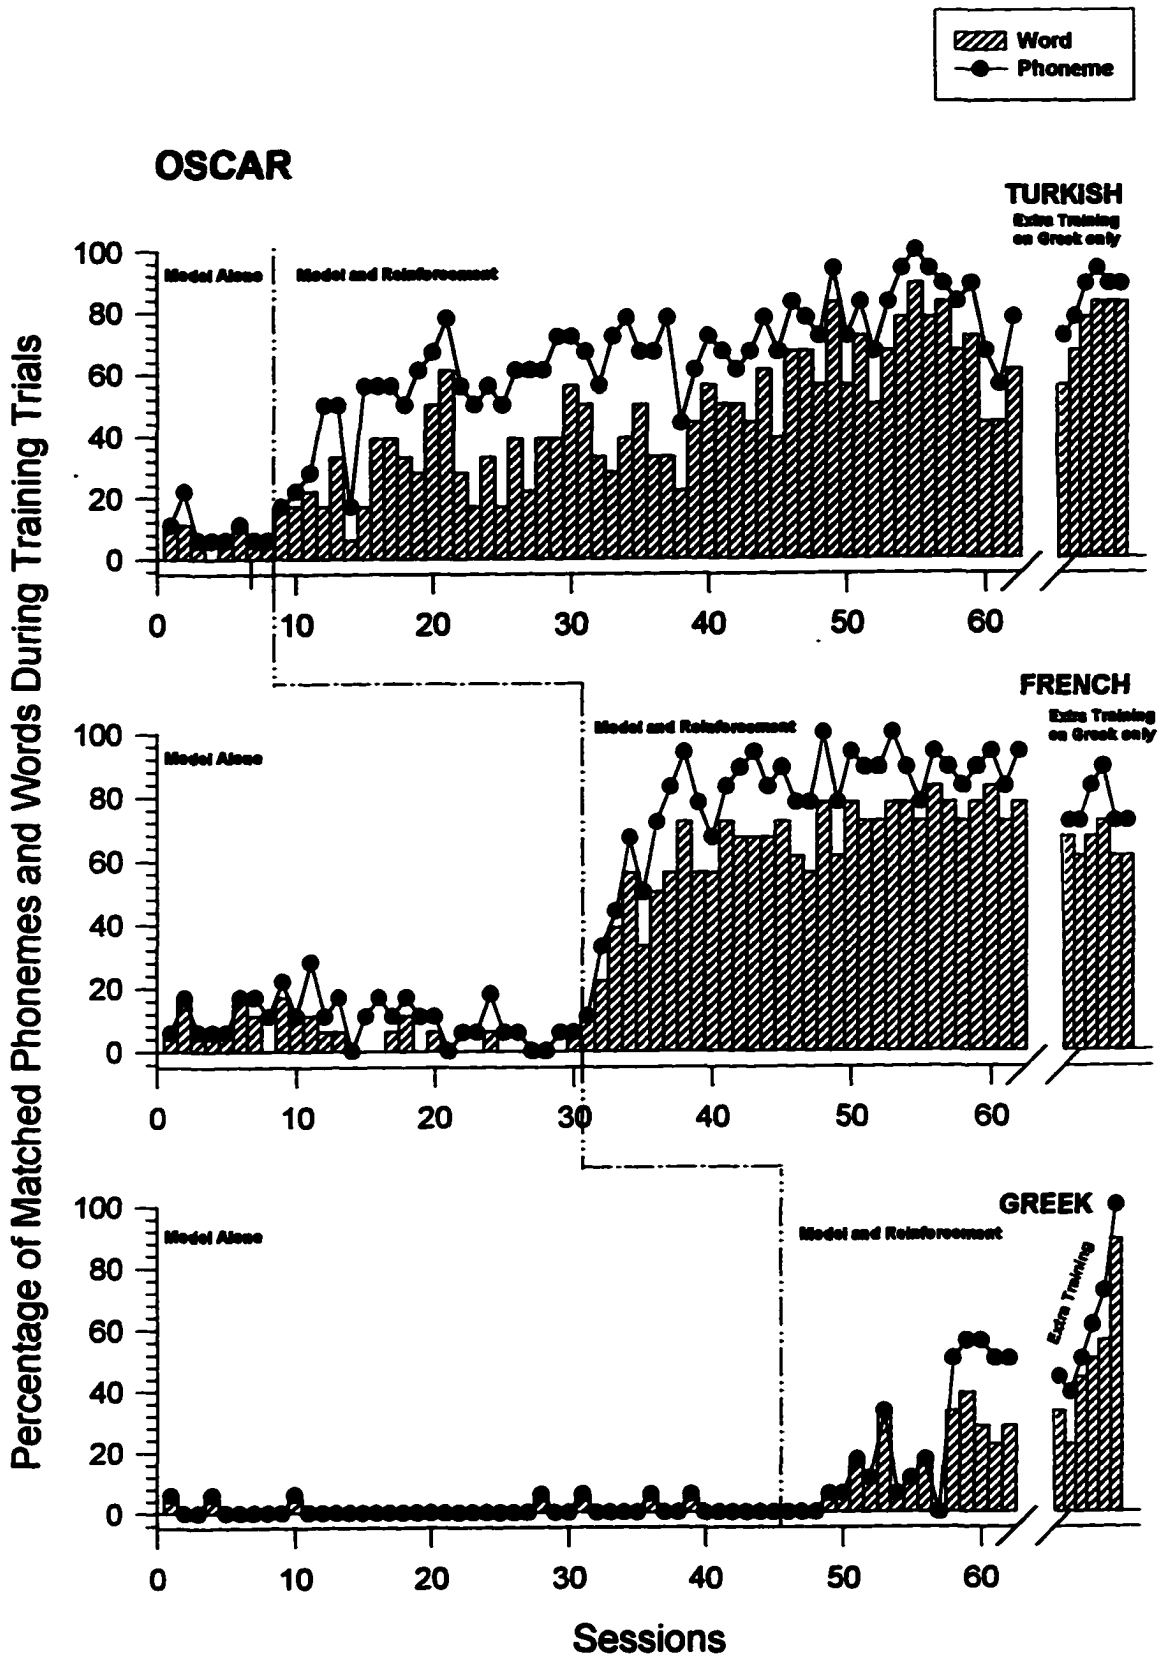 Word
Phoneme
OSCAR
TURKISH
Extra Training
on Greek only
Percentage of Matched Phonemes and Words During Training Trials
100
80
60
40
20
0
Model Alone
Model and Reinforcement
0 10 20 30 40 50 60
FRENCH
Extra Training
on Greek only
100
80
60
40
20
0
Model Alone
Model and Reinforcement
0 10 20 30 40 50 60
GREEK
Extra Training
100
80
60
40
20
0
Model Alone
Model and Reinforcement
0 10 20 30 40 50 60
Sessions